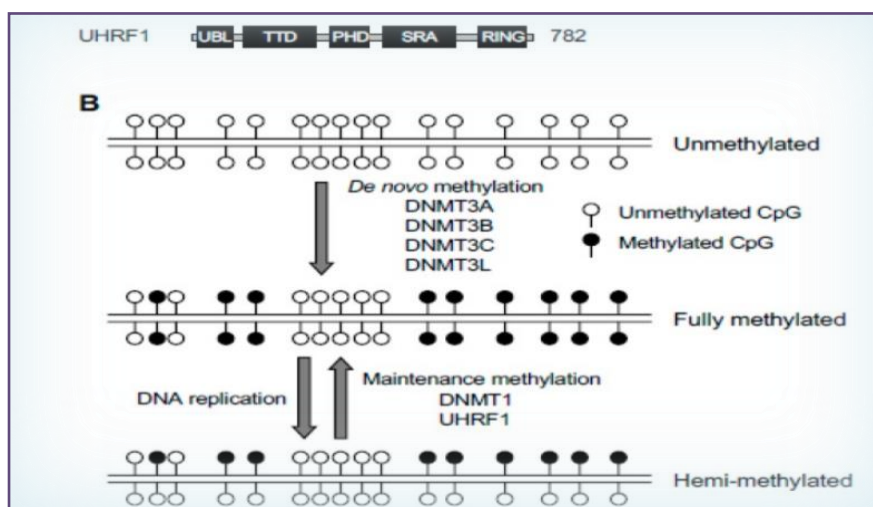 UHRF1 UBL TTD PHD SRA RING 782
B
Unmethylated
De novo methylation
DNMT3A
DNMT3B
DNMT3C
DNMT3L
Unmethylated CpG
Methylated CpG
Fully methylated
DNA replication
Maintenance methylation
DNMT1
UHRF1
Hemi-methylated